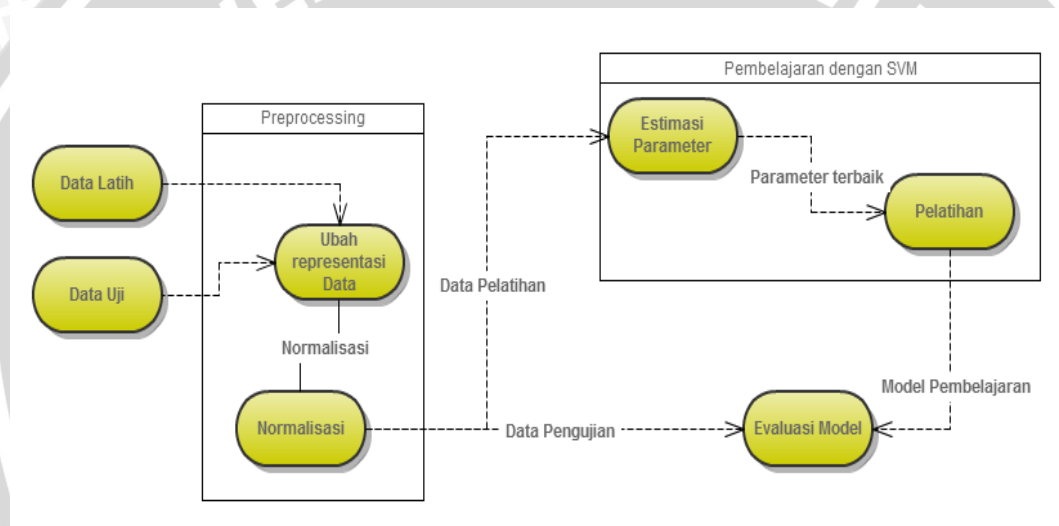 Pembelajaran dengan SVM
Preprocessing
Estimasi
Parameter
Data Latih
Parameter terbaik
Pelatihan
Ubah
representasi
Data
Data Uji
Data Pelatihan
Normalisasi
Model Pembelajaran
Normalisasi
Data Pengujian
Evaluasi Model